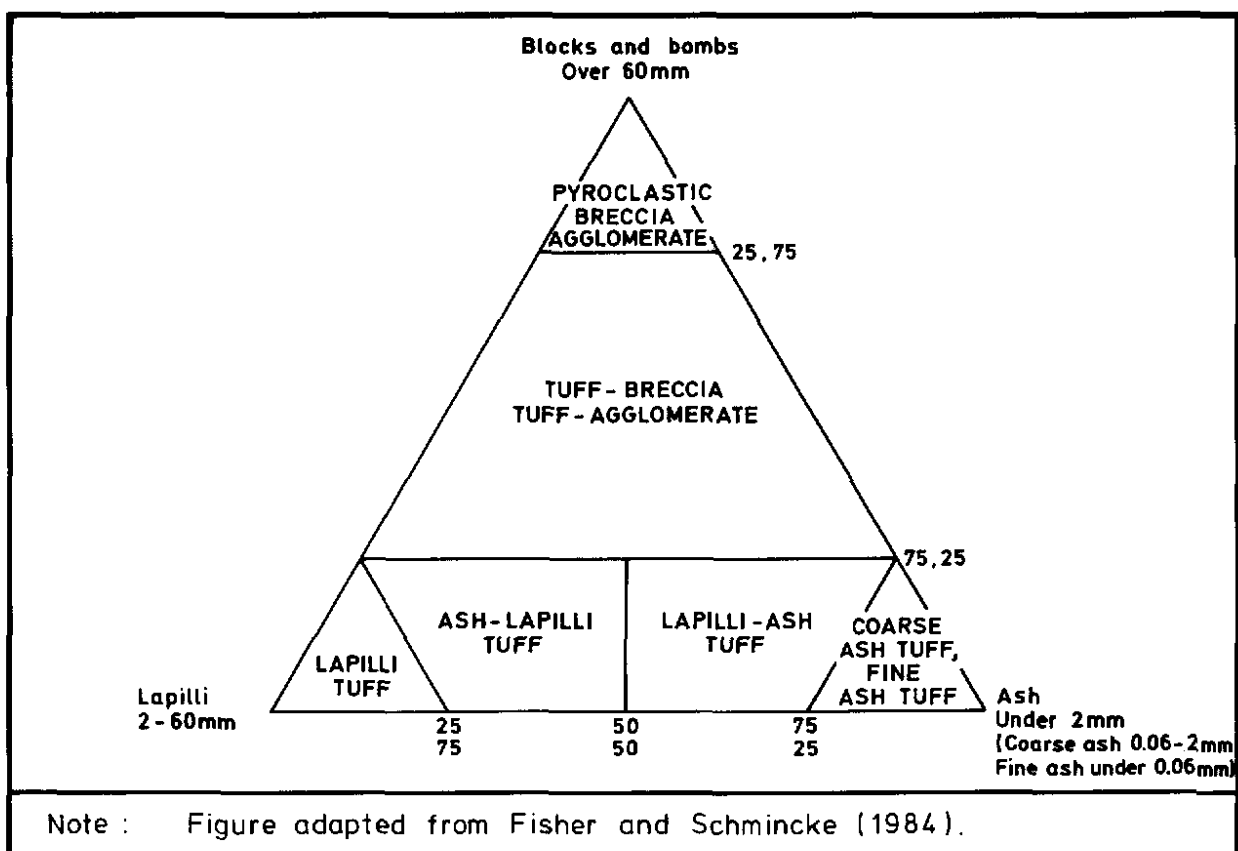 Blocks and bombs
Over 60mm
PYROCLASTIC
BRECCIA
AGGLOMERATE
25,75
TUFF-BRECCIA
TUFF-AGGLOMERATE
75,25
ASH-LAPILLI
TUFF
LAPILLI-ASH
TUFF
COARSE
ASH TUFF,
FINE
ASH TUFF
LAPILLI
TUFF
Lapilli
2-60mm
25
75
50
50
75
25
Ash
Under 2mm
(Coarse ash 0.06-2mm
Fine ash under 0.06mm)
Note : Figure adapted from Fisher and Schmincke (1984).